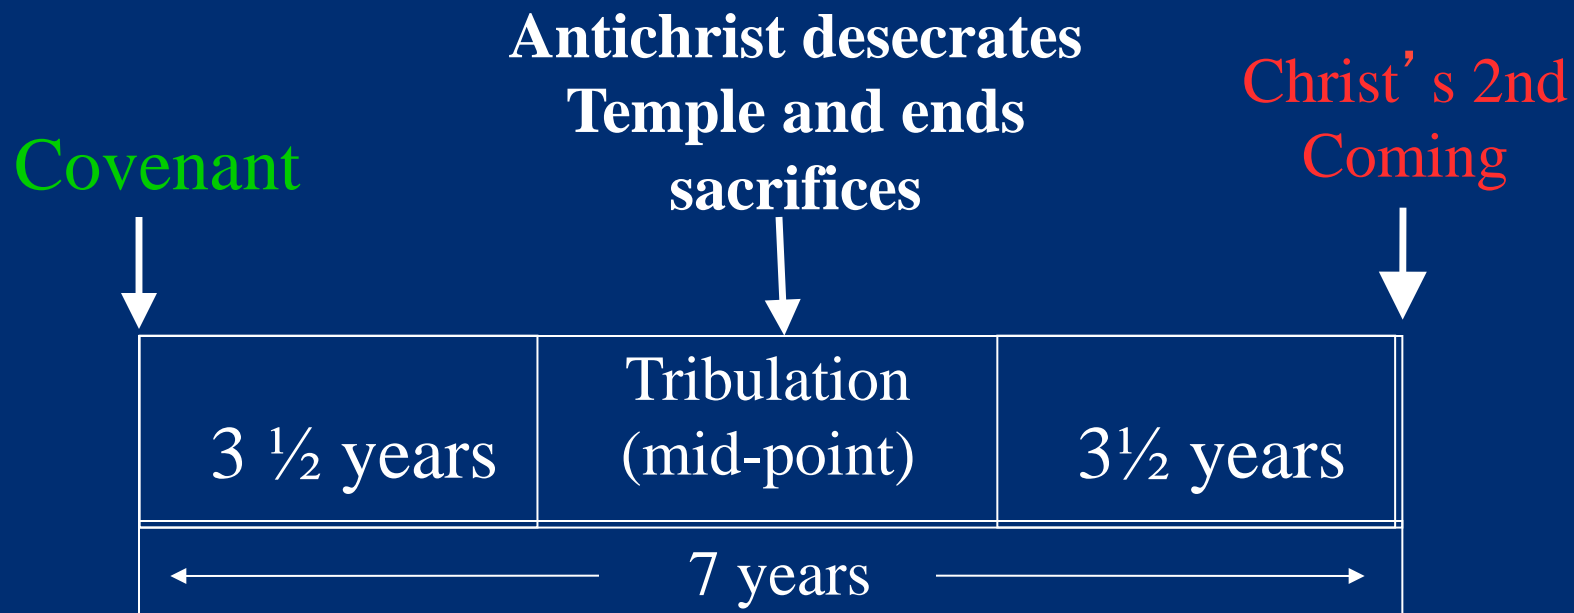 Antichrist desecrates
Temple and ends
sacrifices
Covenant
Christ’s 2nd
Coming
3 ½ years
Tribulation
(mid-point)
3½ years
7 years